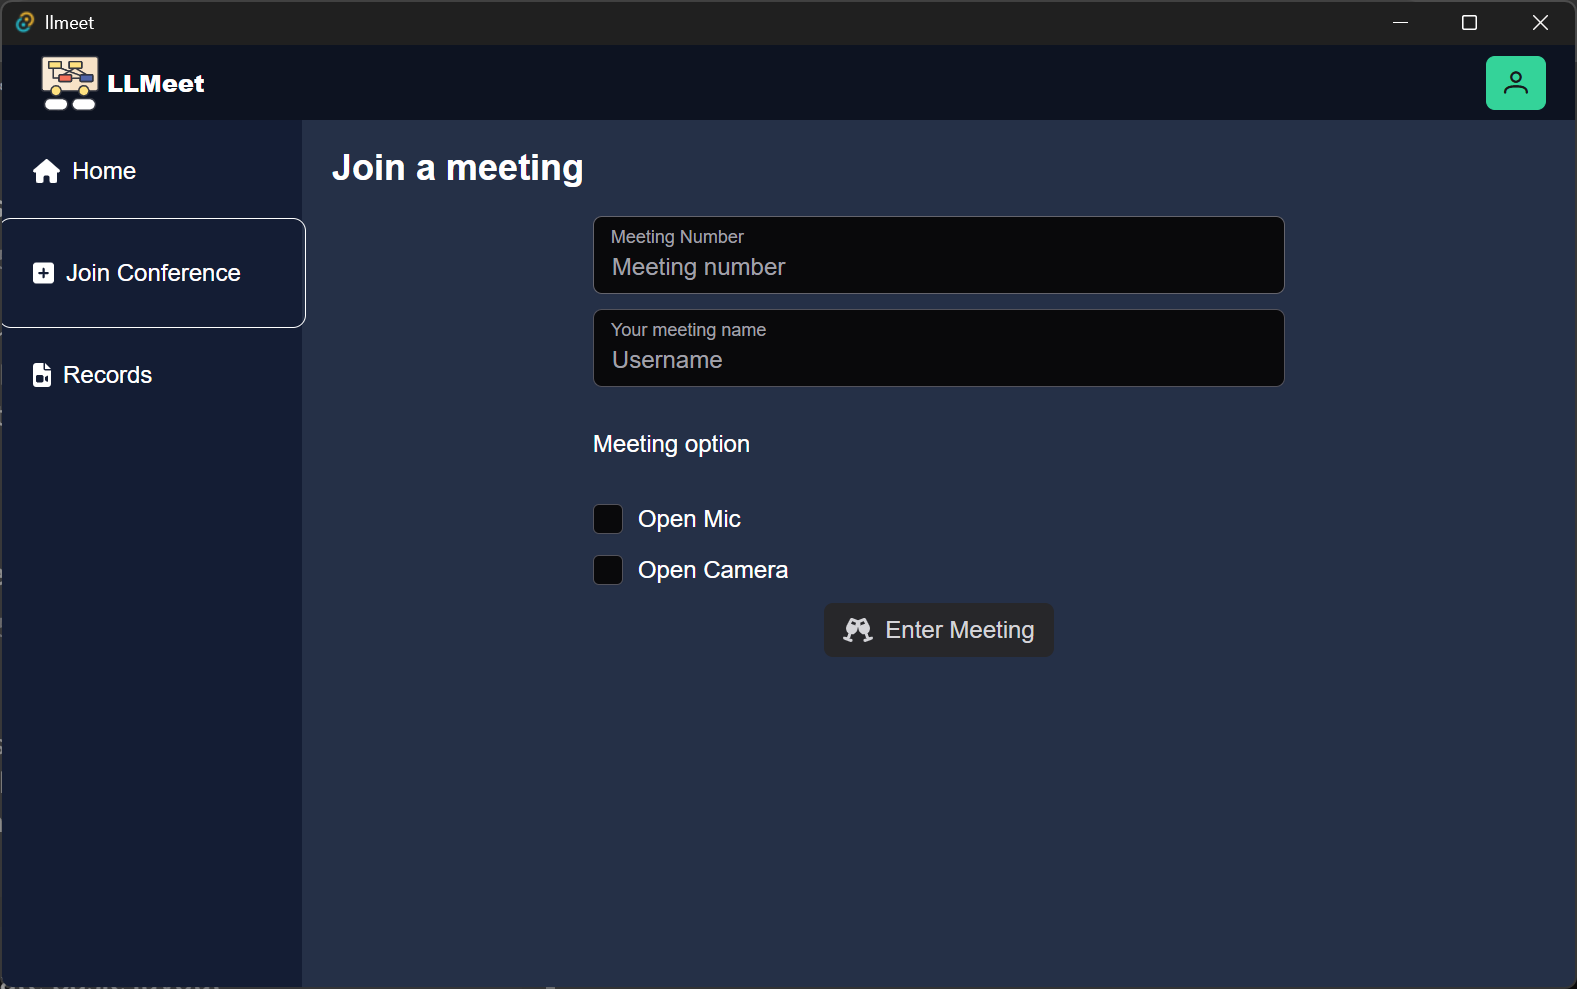 llmeet
LLMeet
Home
Join Conference
Records
Join a meeting
Meeting Number
Meeting number
Your meeting name
Username
Meeting option
Open Mic
Open Camera
Enter Meeting